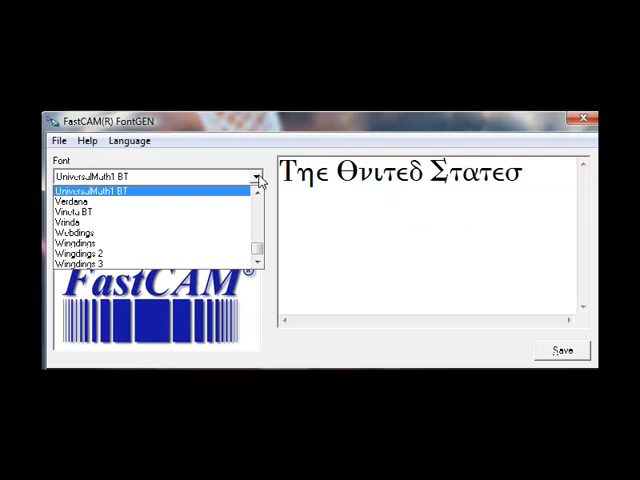 FastCAM(R) FontGEN
File Help Language
Font
UniversalMath1 BT
UniversalMath1 BT
Verdana
Vineta BT
Vrinda
Webdings
Wingdings
Wingdings 2
Wingdings 3
Τηε Θνιτεδ Στατεσ
FastCAM®
Save